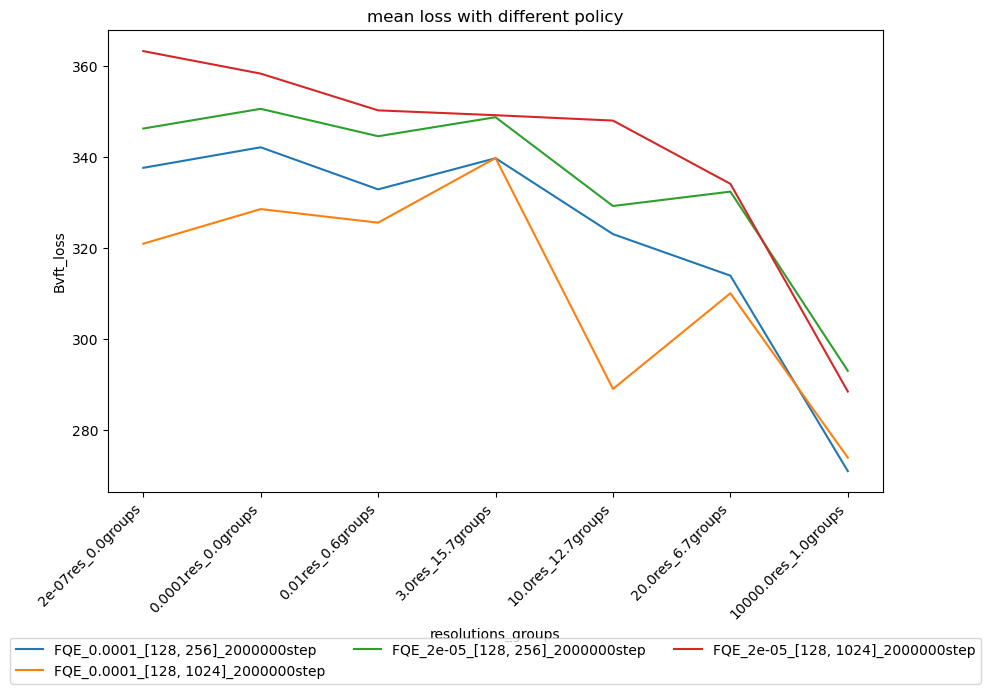 mean loss with different policy
360
340
320
300
280
Bvft_loss
2e-07res_0.0groups
0.0001res_0.0groups
0.01res_0.6groups
3.0res_15.7groups
10.0res_12.7groups
20.0res_6.7groups
10000.0res_1.0groups
resolutions_groups
FQE_0.0001_[128, 256]_2000000step
FQE_0.0001_[128, 1024]_2000000step
FQE_2e-05_[128, 256]_2000000step
FQE_2e-05_[128, 1024]_2000000step